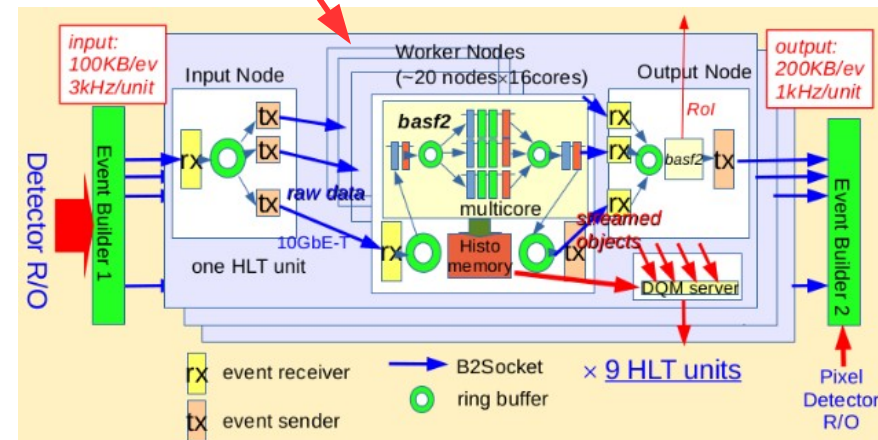 input:
100KB/ev
3kHz/unit
Worker Nodes
(~20 nodes×16cores)
output:
200KB/ev
1kHz/unit
Input Node
Output Node
Detector R/O
Event Builder 1
rx
tx
tx
tx
raw data
10GbE-T
one HLT unit
basf2
multicore
rx
Histo
memory
tx
streamed
objects
rx
rx
rx
RoI
basf2
tx
DQM server
Event Builder 2
rx event receiver
tx event sender
B2Socket
ring buffer
× 9 HLT units
Pixel
Detector
R/O